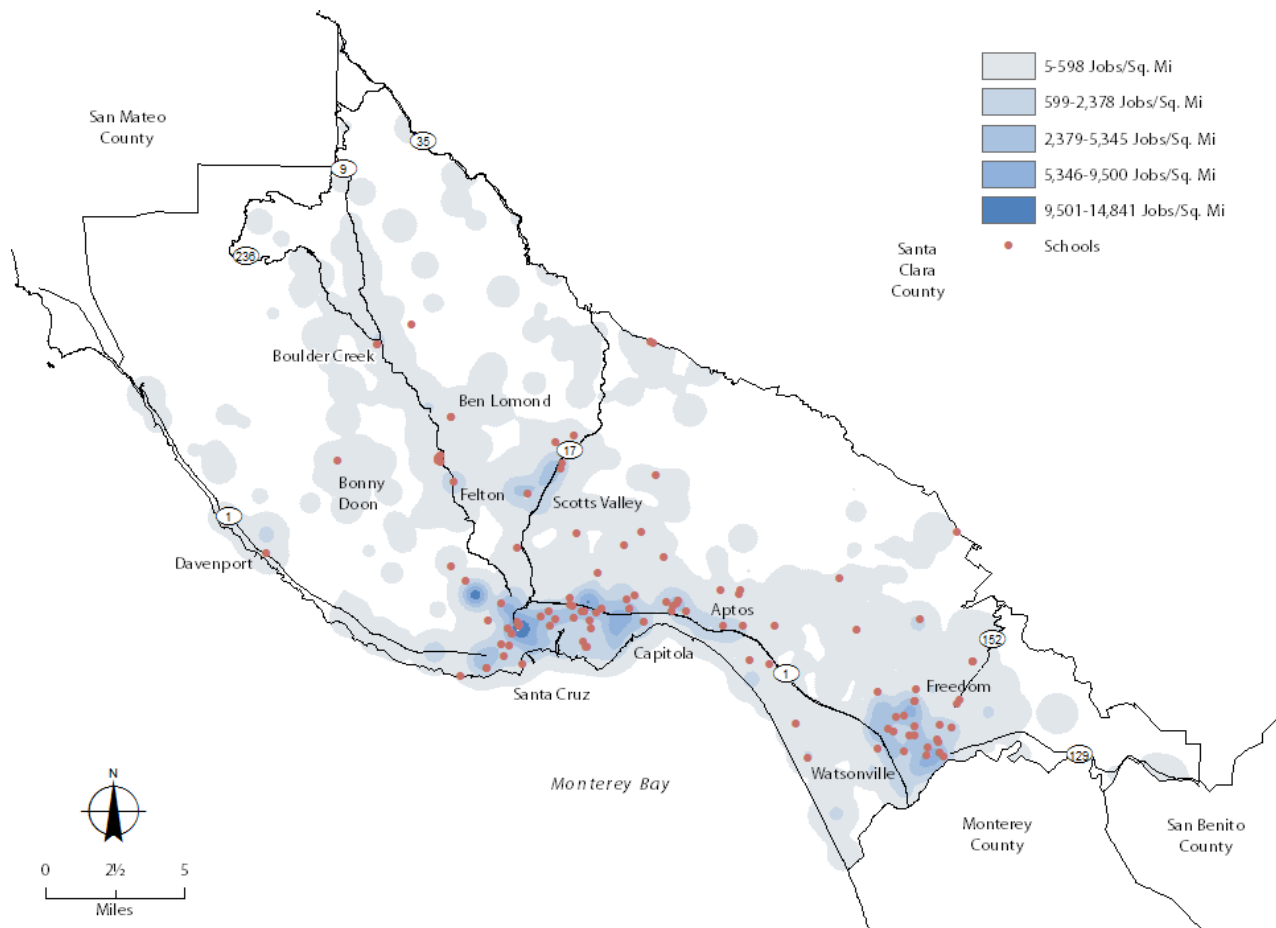 5-598 Jobs/Sq. Mi
599-2,378 Jobs/Sq. Mi
2,379-5,345 Jobs/Sq. Mi
5,346-9,500 Jobs/Sq. Mi
9,501-14,841 Jobs/Sq. Mi
Schools
San Mateo
County
35
9
236
Santa
Clara
County
Boulder Creek
Ben Lomond
17
Bonny
Doon
Felton
Scotts Valley
1
Davenport
Aptos
152
Capitola
1
Freedom
Santa Cruz
129
Watsonville
Monterey Bay
N
Monterey
County
San Benito
County
0
2½
5
Miles